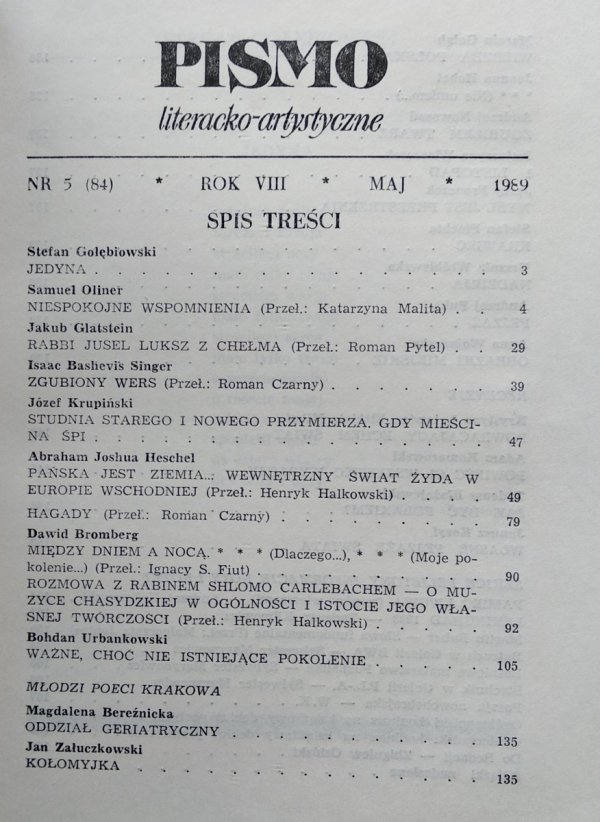 PISMO
literacko-artystyczne
NR 5 (84) * ROK VIII * MAJ * 1989
SPIS TREŚCI
Stefan Gołębiowski
JEDYNA . . . . . . . . . . . . . . . 3
Samuel Oliner
NIESPOKOJNE WSPOMNIENIA (Przeł.: Katarzyna Malita) . . 4
Jakub Glatstein
RABBI JUSEL LUKSZ Z CHEŁMA (Przeł.: Roman Pytel) . . 29
Isaac Bashevis Singer
ZGUBIONY WERS (Przeł.: Roman Czarny) . . . . . . 39
Józef Krupiński
STUDNIA STAREGO I NOWEGO PRZYMIERZA. GDY MIEŚCI-
NA ŚPI . . . . . . . . . . . . . . . 47
Abraham Joshua Heschel
PAŃSKA JEST ZIEMIA... WEWNĘTRZNY ŚWIAT ŻYDA W
EUROPIE WSCHODNIEJ (Przeł.: Henryk Halkowski) . . . . 49
HAGADY (Przeł.: Roman Czarny) . . . . . . . . 79
Dawid Bromberg
MIĘDZY DNIEM A NOCĄ. * * * (Dlaczego...), * * * (Moje po-
kolenie...) (Przeł.: Ignacy S. Fiut) . . . . . . . . 90
ROZMOWA Z RABINEM SHLOMO CARLEBACHEM — O MU-
ZYCE CHASYDZKIEJ W OGÓLNOŚCI I ISTOCIE JEGO WŁA-
SNEJ TWÓRCZOŚCI (Przeł.: Henryk Halkowski) . . . . 92
Bohdan Urbankowski
WAŻNE, CHOĆ NIE ISTNIEJĄCE POKOLENIE . . . . . 105
MŁODZI POECI KRAKOWA
Magdalena Bereźnicka
ODDZIAŁ GERIATRYCZNY . . . . . . . . . . 135
Jan Zaluczkowski
KOŁOMYJKA . . . . . . . . . . . . . 135